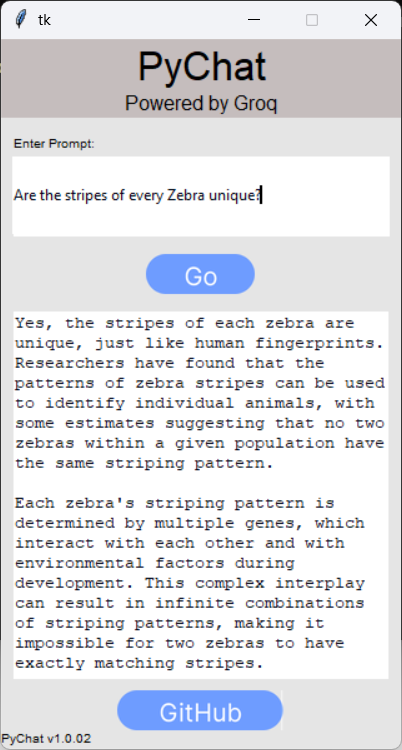 tk
PyChat
Powered by Groq
Enter Prompt:
Are the stripes of every Zebra unique?
Go
Yes, the stripes of each zebra are
unique, just like human fingerprints.
Researchers have found that the
patterns of zebra stripes can be used
to identify individual animals, with
some estimates suggesting that no two
zebras within a given population have
the same striping pattern.
Each zebra's striping pattern is
determined by multiple genes, which
interact with each other and with
environmental factors during
development. This complex interplay
can result in infinite combinations
of striping patterns, making it
impossible for two zebras to have
exactly matching stripes.
GitHub
PyChat v1.0.02